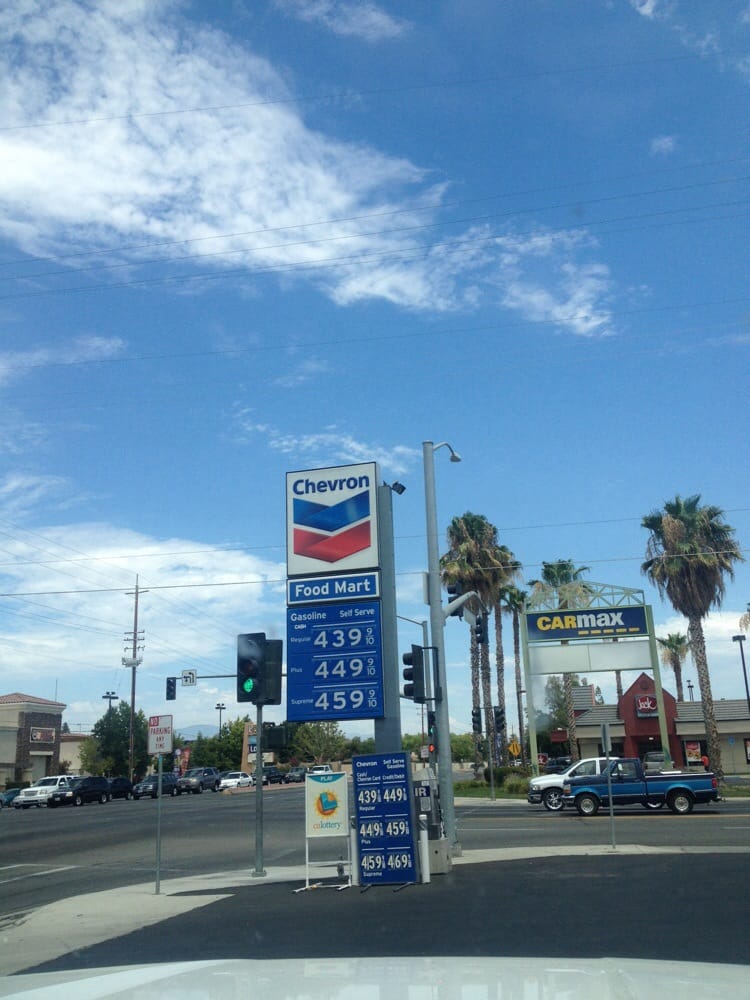 Chevron
Food Mart
Gasoline Self Serve
CASH
Regular 439 9/10
Plus 449 9/10
Supreme 459 9/10
CARMAX
Jack
NO
PARKING
ANY
TIME
PLAY
calottery
Chevron Self Serve
Gasoline
Cash/ Credit/Debit
Chevron Card
439 449
Regular
449 459
Plus
459 469
Supreme